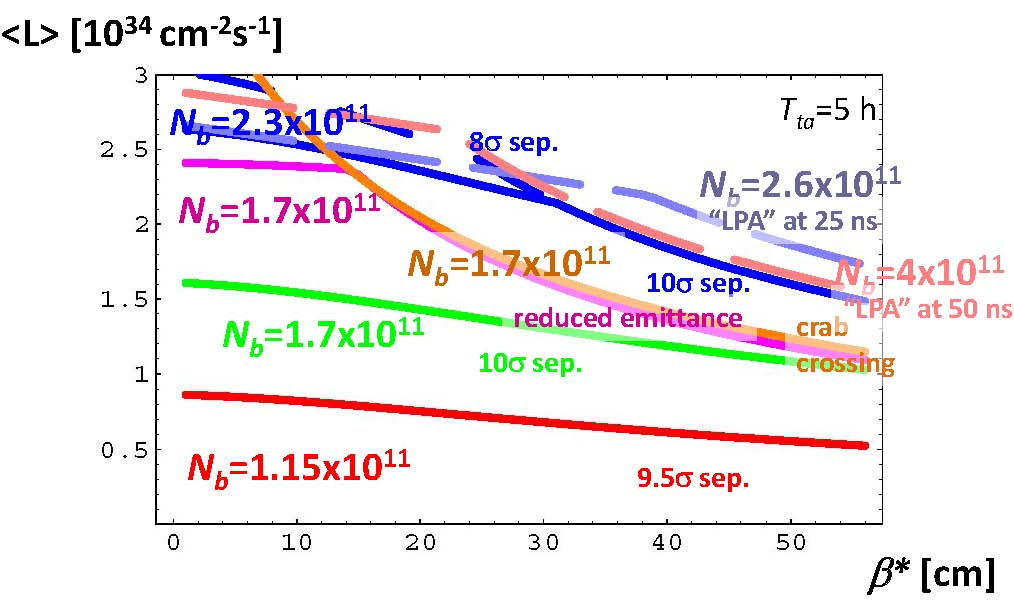 <L> [10³⁴ cm⁻²s⁻¹]
3
T_ta=5 h
N_b=2.3x10¹¹
2.5
8σ sep.
N_b=2.6x10¹¹
"LPA" at 25 ns
N_b=1.7x10¹¹
2
N_b=1.7x10¹¹
N_b=4x10¹¹
"LPA" at 50 ns
10σ sep.
1.5
reduced emittance
crab
crossing
N_b=1.7x10¹¹
10σ sep.
1
0.5
N_b=1.15x10¹¹
9.5σ sep.
0 10 20 30 40 50
β* [cm]